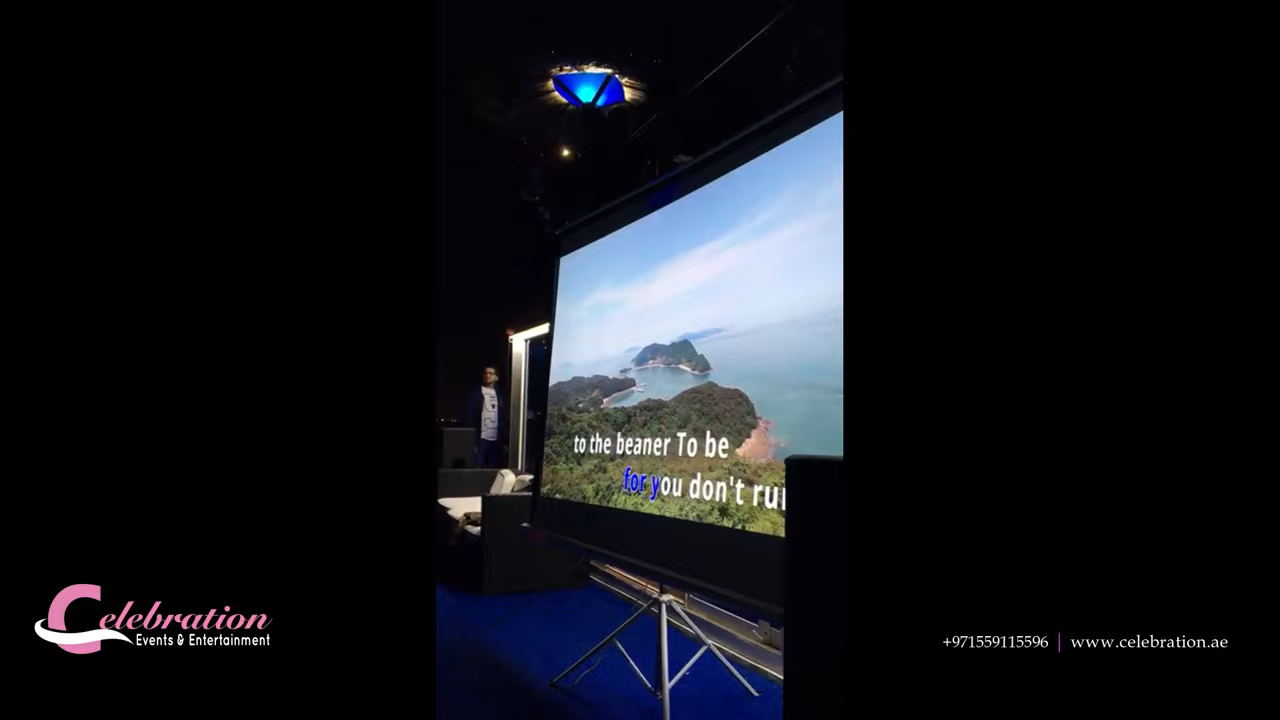 to the beaner To be
for you don't ru
Celebration
Events & Entertainment
+971559115596 | www.celebration.ae